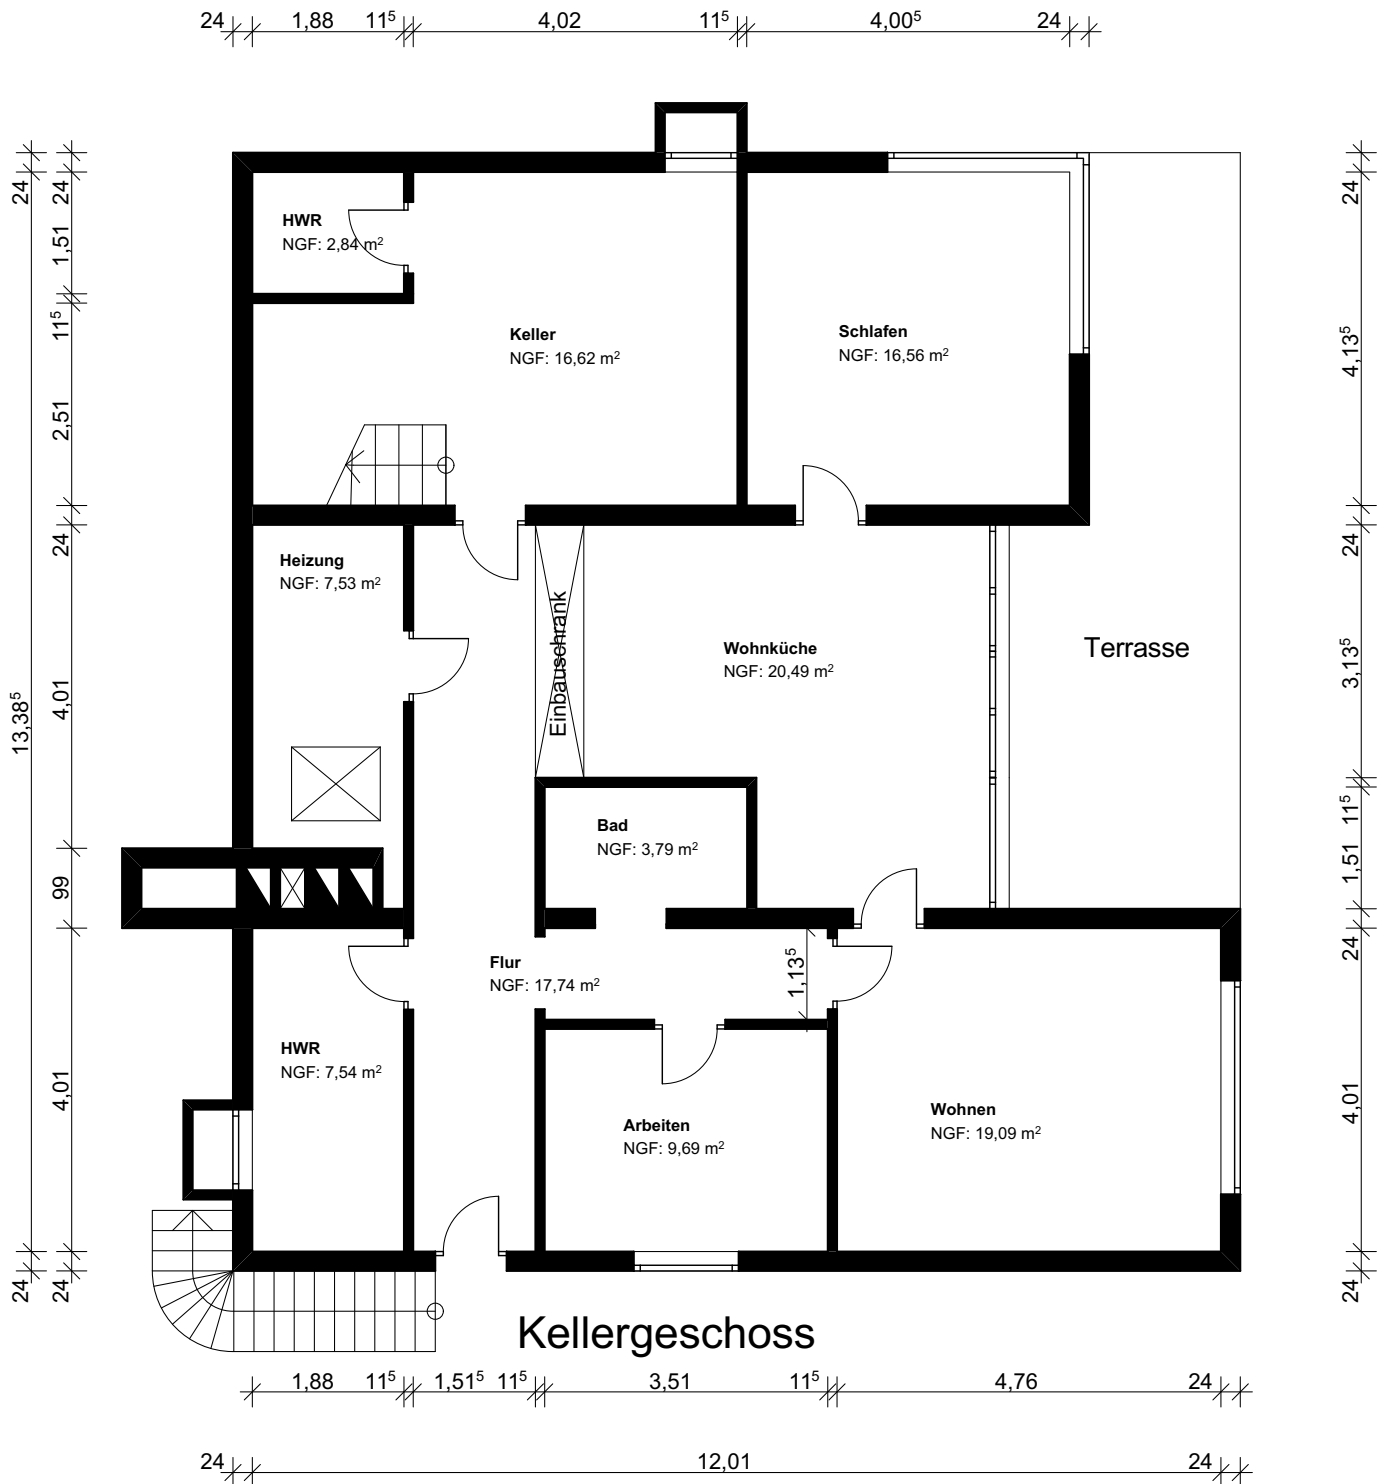 24 1,88 11⁵ 4,02 11⁵ 4,00⁵ 24
24
13,38⁵
24
24
1,51
11⁵
2,51
24
4,01
99
4,01
24
HWR
NGF: 2,84 m²
Keller
NGF: 16,62 m²
Schlafen
NGF: 16,56 m²
Heizung
NGF: 7,53 m²
Einbauschrank
Wohnküche
NGF: 20,49 m²
Terrasse
Bad
NGF: 3,79 m²
Flur
NGF: 17,74 m²
1,13⁵
HWR
NGF: 7,54 m²
Arbeiten
NGF: 9,69 m²
Wohnen
NGF: 19,09 m²
24
4,13⁵
24
3,13⁵
11⁵
1,51
24
4,01
24
Kellergeschoss
1,88 11⁵ 1,51⁵ 11⁵ 3,51 11⁵ 4,76 24
24 12,01 24